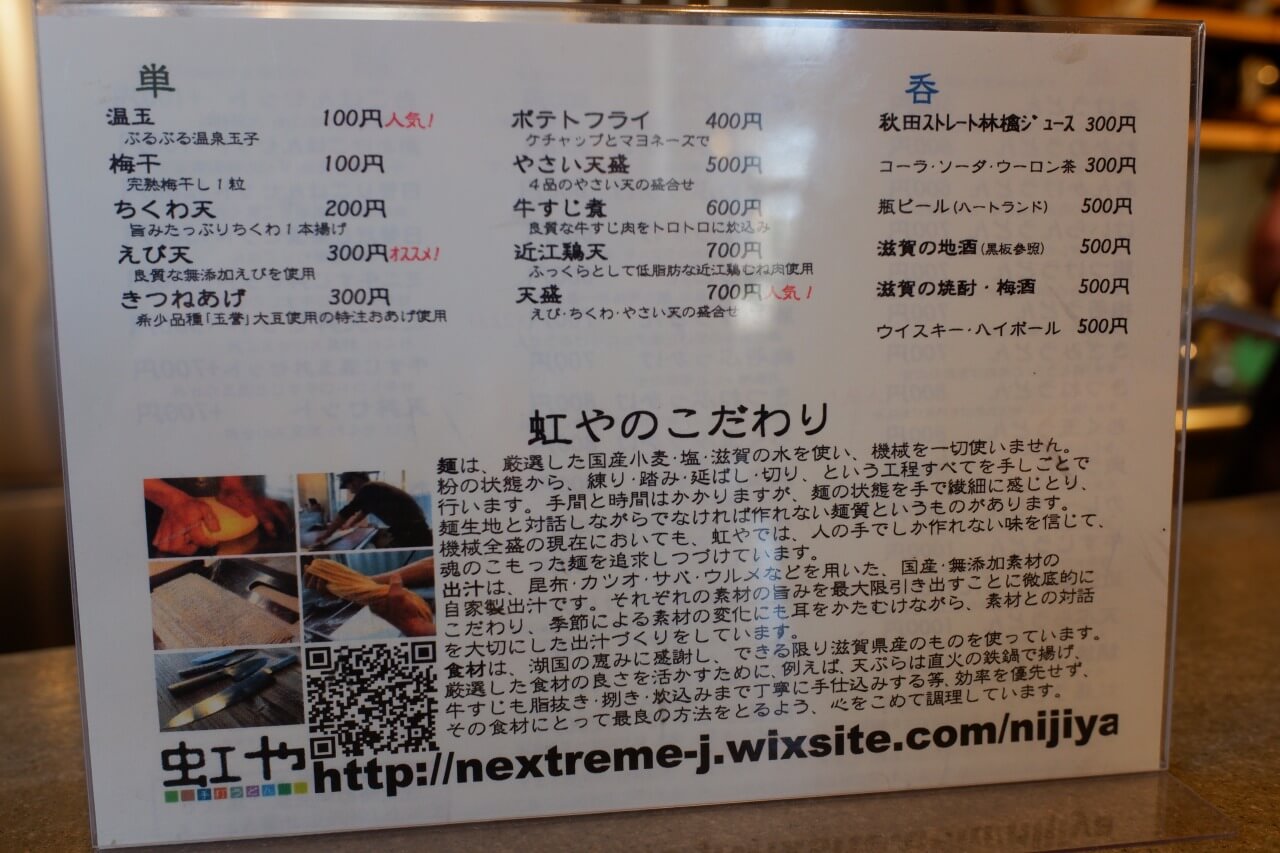 単
温玉 100円 人気!
ぷるぷる温泉玉子
梅干 100円
完熟梅干し1粒
ちくわ天 200円
旨みたっぷりちくわ1本揚げ
えび天 300円 オススメ!
良質な無添加えびを使用
きつねあげ 300円
希少品種「玉誉」大豆使用の特注おあげ使用
ポテトフライ 400円
ケチャップとマヨネーズで
やさい天盛 500円
4品のやさい天の盛合せ
牛すじ煮 600円
良質な牛すじ肉をトロトロに炊込み
近江鶏天 700円
ふっくらとして低脂肪な近江鶏むね肉使用
天盛 700円 人気!
えび・ちくわ・やさい天の盛合せ
呑
秋田ストレート林檎ジュース 300円
コーラ・ソーダ・ウーロン茶 300円
瓶ビール(ハートランド) 500円
滋賀の地酒(黒板参照) 500円
滋賀の焼酎・梅酒 500円
ウイスキー・ハイボール 500円
虹やのこだわり
麺は、厳選した国産小麦・塩・滋賀の水を使い、機械を一切使いません。
粉の状態から、練り・踏み・延ばし・切り、という工程すべてを手しごとで
行います。手間と時間はかかりますが、麺の状態を手で繊細に感じとり、
麺生地と対話しながらでなければ作れない麺質というものがあります。
機械全盛の現在においても、虹やでは、人の手でしか作れない味を信じて、
魂のこもった麺を追求しつづけています。
出汁は、昆布・カツオ・サバ・ウルメなどを用いた、国産・無添加素材の
自家製出汁です。それぞれの素材の旨みを最大限引き出すことに徹底的に
こだわり、季節による素材の変化にも耳をかたむけながら、素材との対話
を大切にした出汁づくりをしています。
食材は、湖国の恵みに感謝し、できる限り滋賀県産のものを使っています。
厳選した食材の良さを活かすために、例えば、天ぷらは直火の鉄鍋で揚げ、
牛すじも脂抜き・捌き・炊込みまで丁寧に手仕込みする等、効率を優先せず、
その食材にとって最良の方法をとるよう、心をこめて調理しています。
虹や
手打うどん
http://nextreme-j.wixsite.com/nijiya